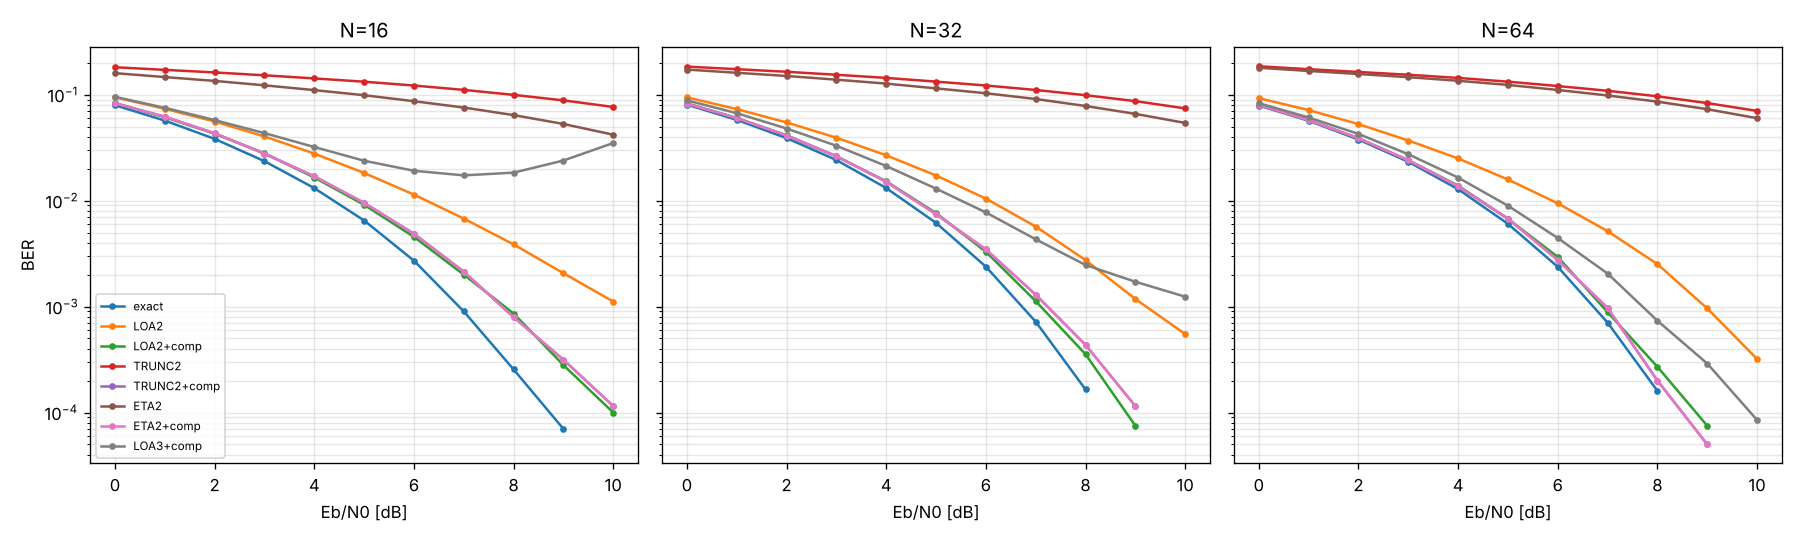 N=16
N=32
N=64
BER
10⁻¹
10⁻²
10⁻³
10⁻⁴
exact
LOA2
LOA2+comp
TRUNC2
TRUNC2+comp
ETA2
ETA2+comp
LOA3+comp
0 2 4 6 8 10
0 2 4 6 8 10
0 2 4 6 8 10
Eb/N0 [dB]
Eb/N0 [dB]
Eb/N0 [dB]